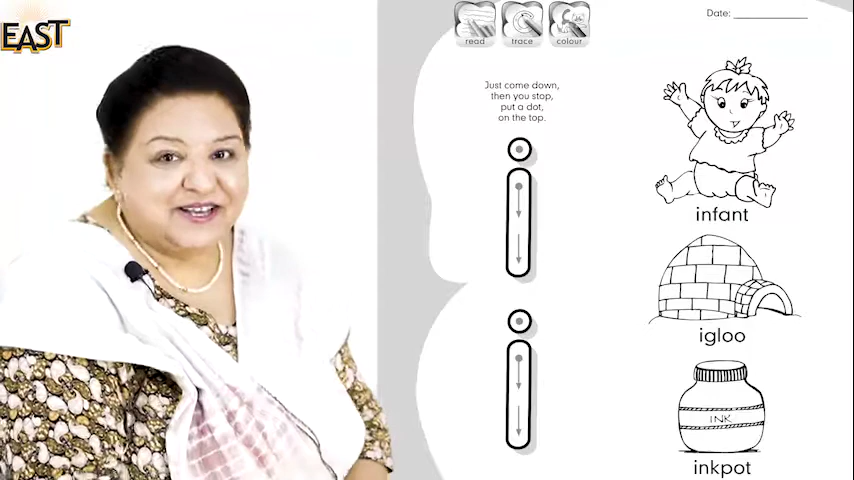 EAST
read
trace
colour
Date:
Just come down,
then you stop,
put a dot,
on the top.
infant
igloo
INK
inkpot